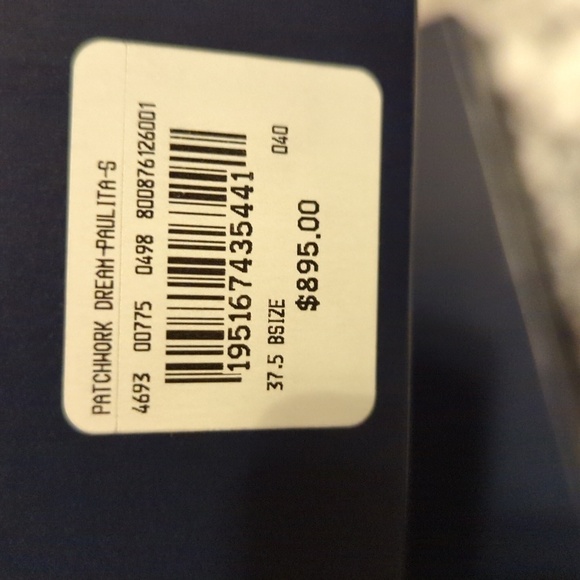 PATCHWORK DREAM-PAULITA-S
4693 00775 0498 800876126001
195167435441
37.5 BSIZE 040
$895.00